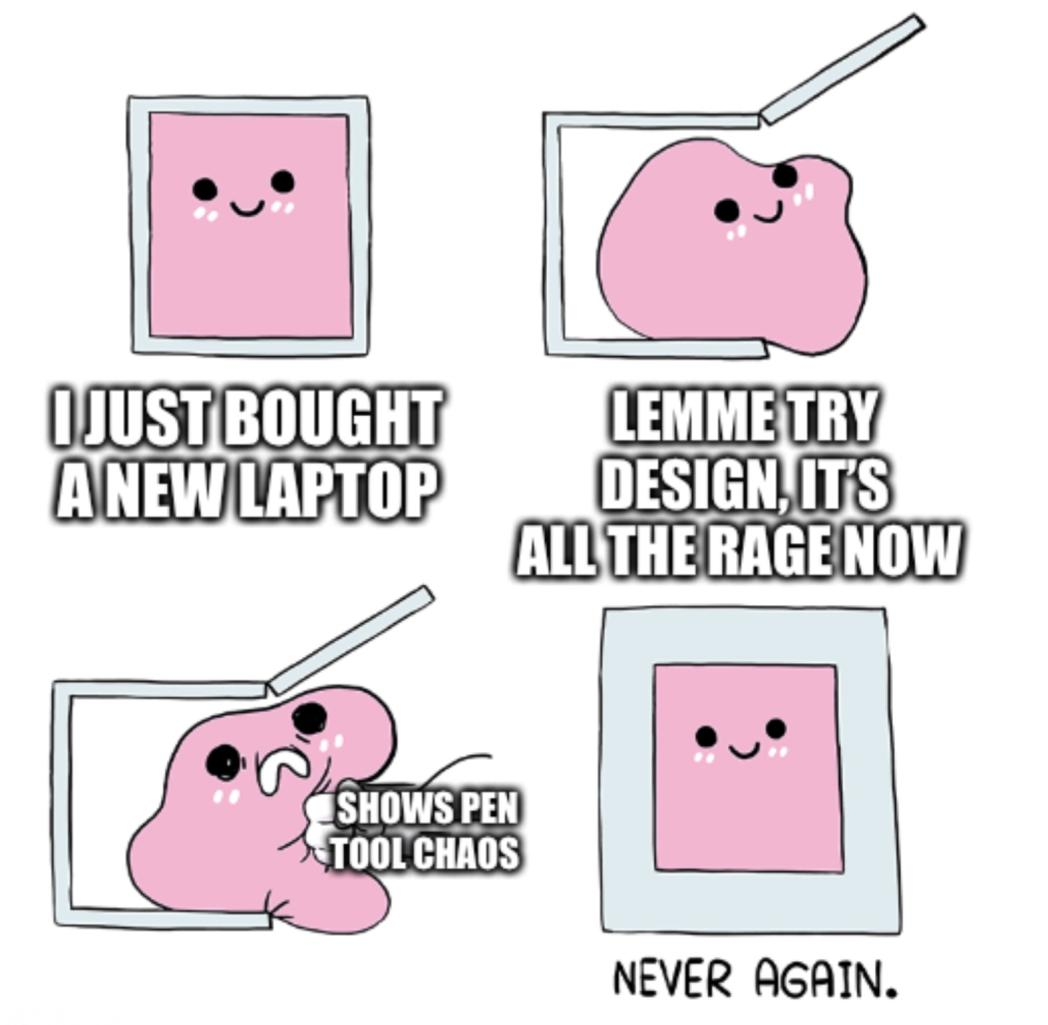 I JUST BOUGHT
A NEW LAPTOP
LEMME TRY
DESIGN, IT'S
ALL THE RAGE NOW
SHOWS PEN
TOOL CHAOS
NEVER AGAIN.